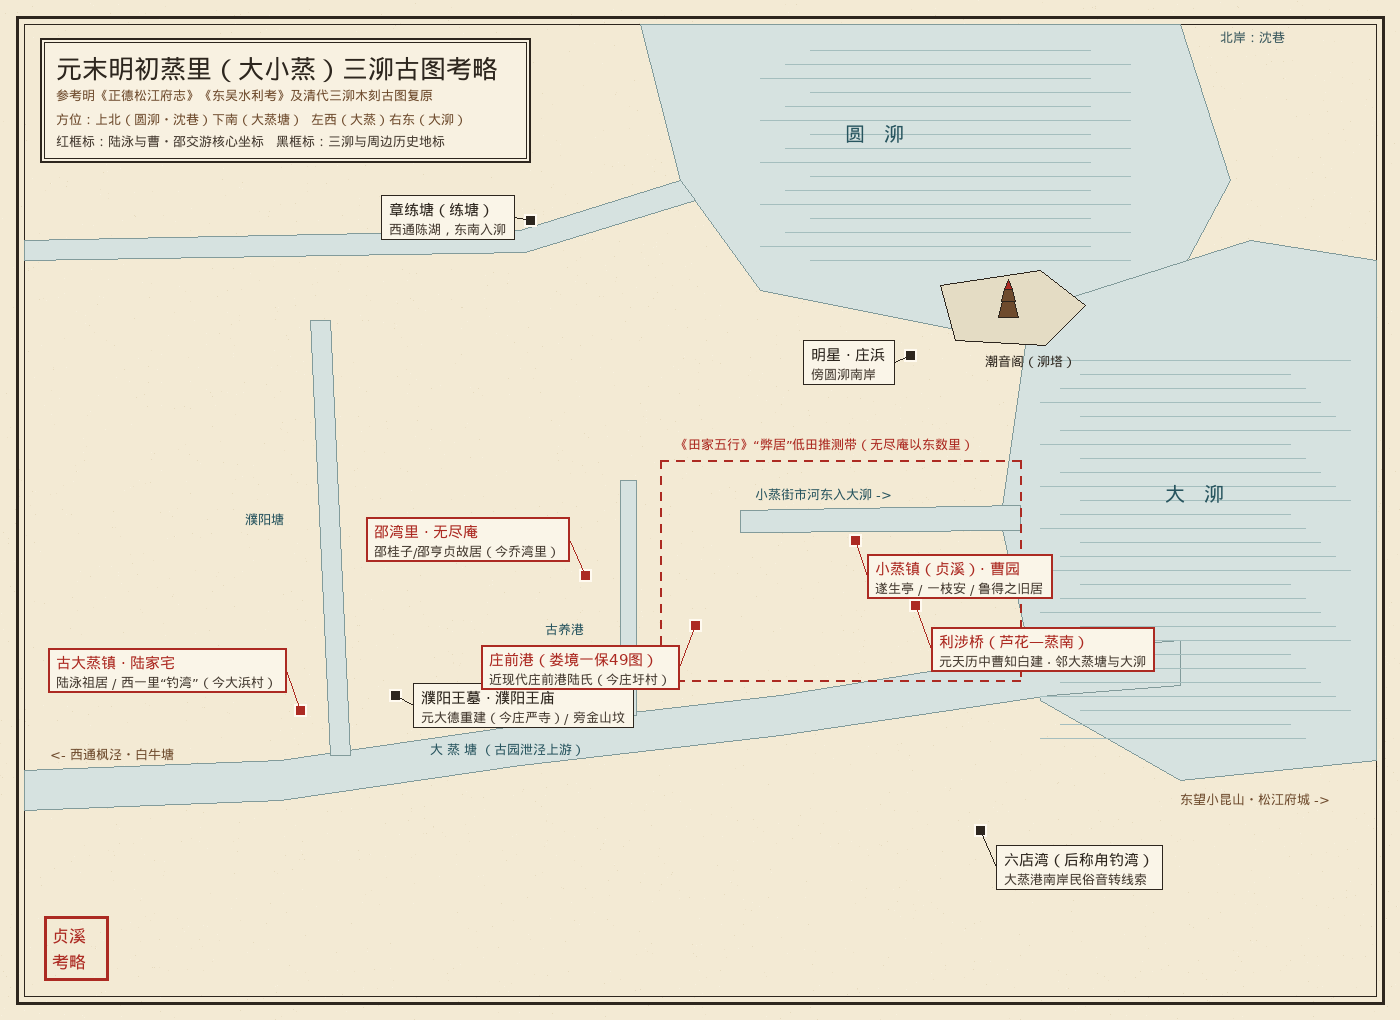 元末明初蒸里（大小蒸）三泖古图考略
参考明《正德松江府志》《东吴水利考》及清代三泖木刻古图复原
方位：上北（圆泖·沈巷）下南（大蒸塘） 左西（大蒸）右东（大泖）
红框标：陆泳与曹·邵交游核心坐标 黑框标：三泖与周边历史地标
北岸：沈巷
圆 泖
章练塘（练塘）
西通陈湖，东南入泖
明星·庄浜
傍圆泖南岸
潮音阁（泖塔）
《田家五行》“弊居”低田推测带（无尽庵以东数里）
小蒸街市河东入大泖 ->
大 泖
濮阳塘
邵湾里·无尽庵
邵桂子/邵亨贞故居（今乔湾里）
小蒸镇（贞溪）·曹园
遂生亭 / 一枝安 / 鲁得之旧居
古养港
利涉桥（芦花—蒸南）
元天历中曹知白建·邻大蒸塘与大泖
庄前港（娄境一保49图）
近现代庄前港陆氏（今庄圩村）
古大蒸镇·陆家宅
陆泳祖居 / 西一里“钓湾”（今大浜村）
濮阳王墓·濮阳王庙
元大德重建（今庄严寺）/ 旁金山坟
大 蒸 塘 （古园泄泾上游）
<- 西通枫泾·白牛塘
东望小昆山·松江府城 ->
六店湾（后称甪钓湾）
大蒸港南岸民俗音转线索
贞溪
考略